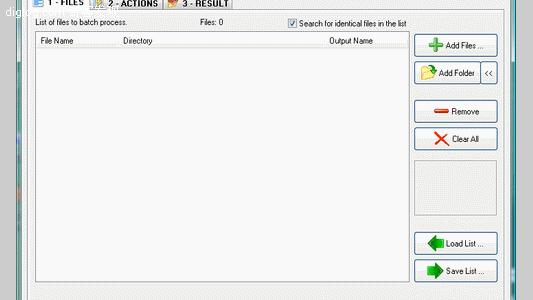 1 - FILES
2 - ACTIONS
3 - RESULT
List of files to batch process.
Files: 0
Search for identical files in the list
File Name
Directory
Output Name
Add Files ...
Add Folder
<<
Remove
Clear All
Load List ...
Save List ...